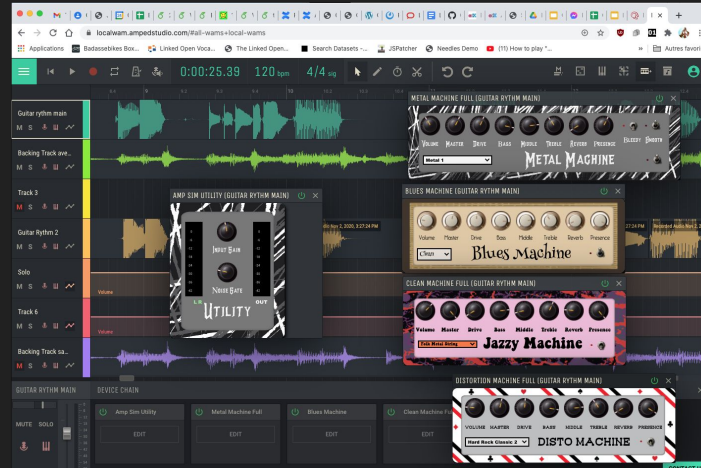 localwam.ampedstudio.com/#all-wams+local-wams
Applications
Badassebikes Box...
Linked Open Voca...
The Linked Open...
Search Datasets -...
JSPatcher
Needles Demo
(11) How to play "...
Autres favori
0:00:25.39
120 bpm
4/4 sig
Guitar rythm main
M S
Backing Track ave...
M S
Track 3
M S
Guitar Rythm 2
M S
Solo
M S
Volume
Track 6
M S
Volume
Backing Track sa...
M S
AMP SIM UTILITY (GUITAR RYTHM MAIN)
INPUT GAIN
NOISE GATE
OUT
UTILITY
METAL MACHINE FULL (GUITAR RYTHM MAIN)
VOLUME MASTER DRIVE BASS MIDDLE TREBLE REVERB PRESENCE
BLEEDY SMOOTH
Metal 1
METAL MACHINE
BLUES MACHINE (GUITAR RYTHM MAIN)
Volume Master Drive Bass Middle Treble Reverb Presence
Clean
Blues Machine
CLEAN MACHINE FULL (GUITAR RYTHM MAIN)
Volume Master Drive Bass Middle Treble Reverb Presence
Jazzy Machine
DISTORTION MACHINE FULL (GUITAR RYTHM MAIN)
VOLUME MASTER DRIVE BASS MIDDLE TREBLE REVERB PRESENCE
Hard Rock Classic 2
DISTO MACHINE
GUITAR RYTHM MAIN
DEVICE CHAIN
MUTE SOLO
Amp Sim Utility
Metal Machine Full
Blues Machine
Clean Machine Fu
EDIT
EDIT
EDIT
EDIT